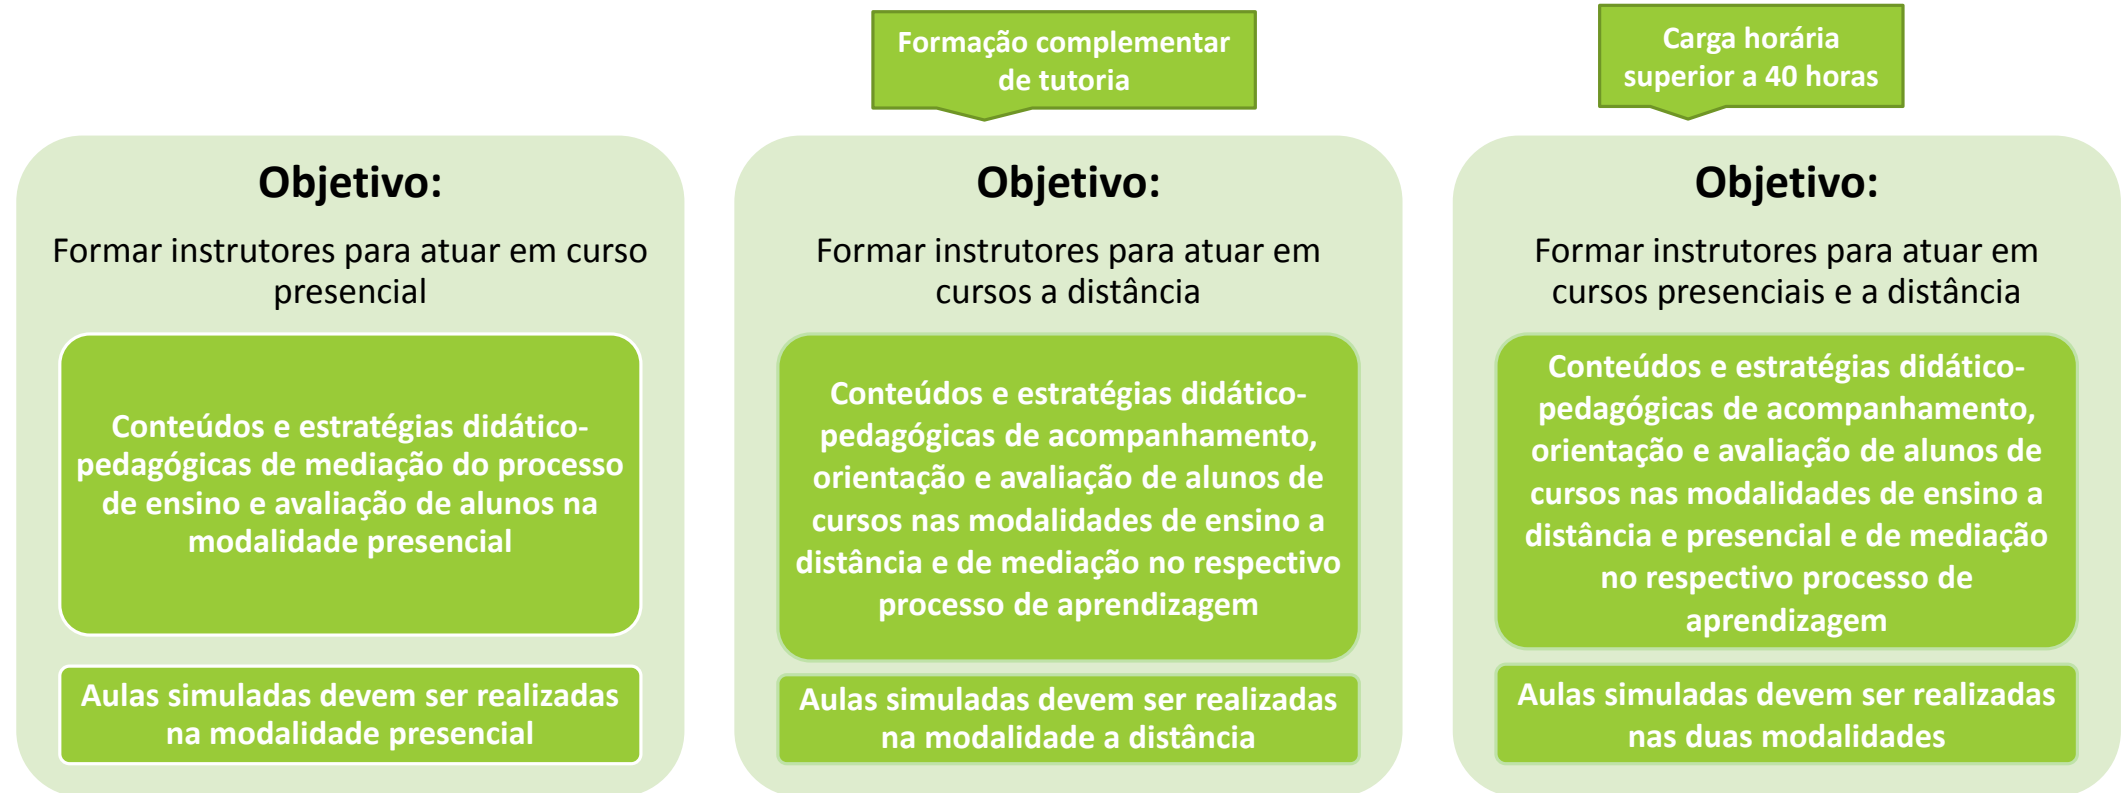 Formação complementar
de tutoria
Carga horária
superior a 40 horas
Objetivo:
Formar instrutores para atuar em curso
presencial
Conteúdos e estratégias didático-
pedagógicas de mediação do processo
de ensino e avaliação de alunos na
modalidade presencial
Aulas simuladas devem ser realizadas
na modalidade presencial
Objetivo:
Formar instrutores para atuar em
cursos a distância
Conteúdos e estratégias didático-
pedagógicas de acompanhamento,
orientação e avaliação de alunos de
cursos nas modalidades de ensino a
distância e de mediação no respectivo
processo de aprendizagem
Aulas simuladas devem ser realizadas
na modalidade a distância
Objetivo:
Formar instrutores para atuar em
cursos presenciais e a distância
Conteúdos e estratégias didático-
pedagógicas de acompanhamento,
orientação e avaliação de alunos de
cursos nas modalidades de ensino a
distância e presencial e de mediação
no respectivo processo de
aprendizagem
Aulas simuladas devem ser realizadas
nas duas modalidades